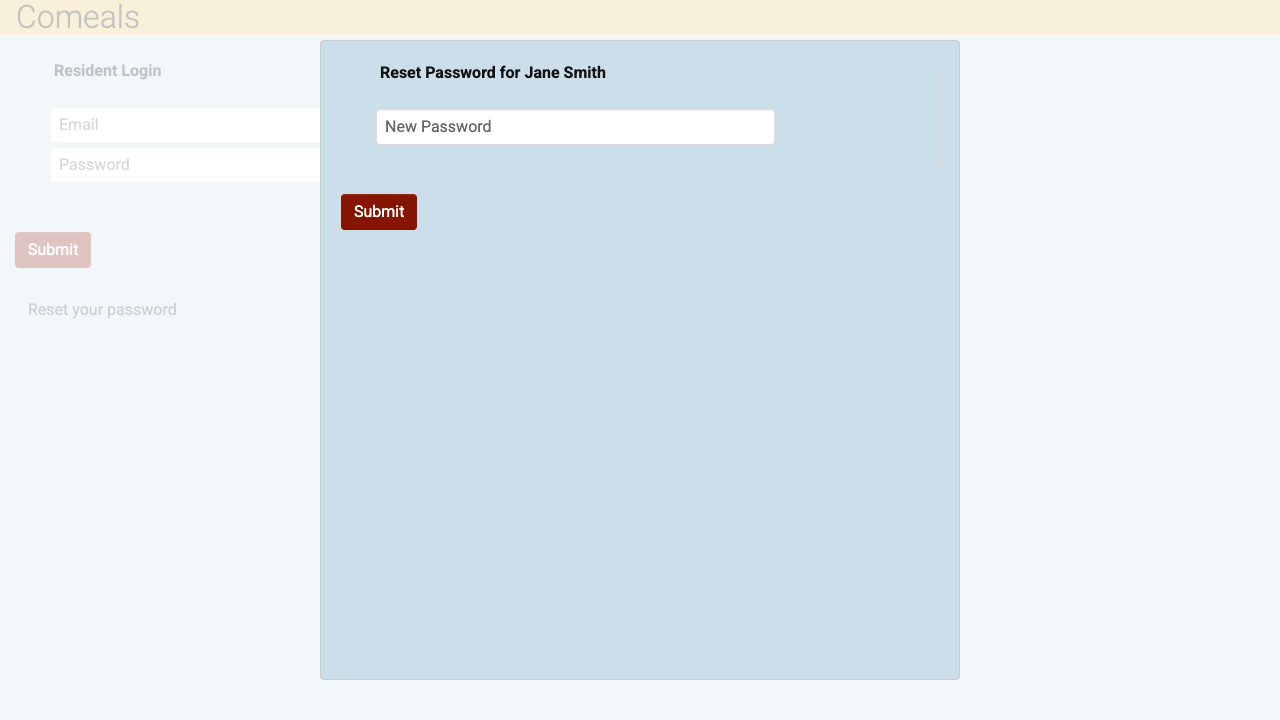 Comeals
Resident Login
Email
Password
Submit
Reset your password
Reset Password for Jane Smith
New Password
Submit